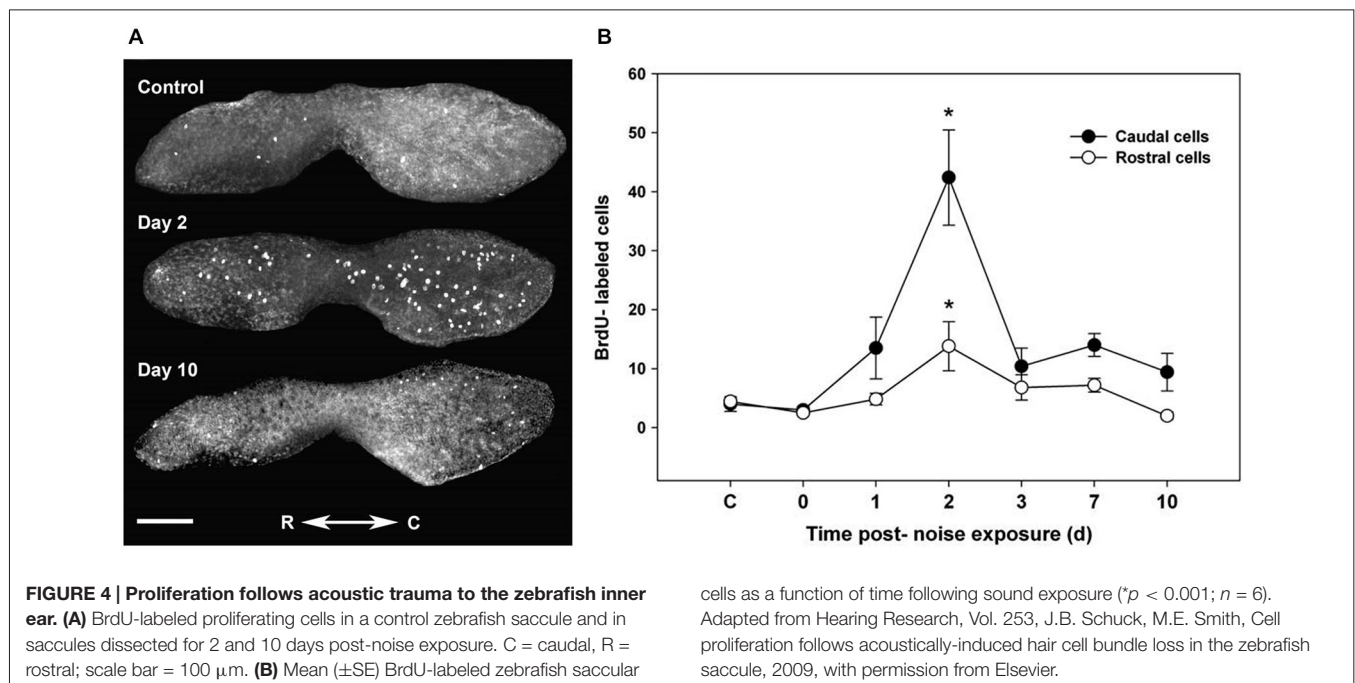 A
Control
Day 2
Day 10
R
C
B
60
50
40
30
20
10
0
BrdU- labeled cells
*
*
Caudal cells
Rostral cells
C 0 1 2 3 7 10
Time post- noise exposure (d)
FIGURE 4 | Proliferation follows acoustic trauma to the zebrafish inner
ear. (A) BrdU-labeled proliferating cells in a control zebrafish saccule and in
saccules dissected for 2 and 10 days post-noise exposure. C = caudal, R =
rostral; scale bar = 100 μm. (B) Mean (±SE) BrdU-labeled zebrafish saccular
cells as a function of time following sound exposure (*p < 0.001; n = 6).
Adapted from Hearing Research, Vol. 253, J.B. Schuck, M.E. Smith, Cell
proliferation follows acoustically-induced hair cell bundle loss in the zebrafish
saccule, 2009, with permission from Elsevier.